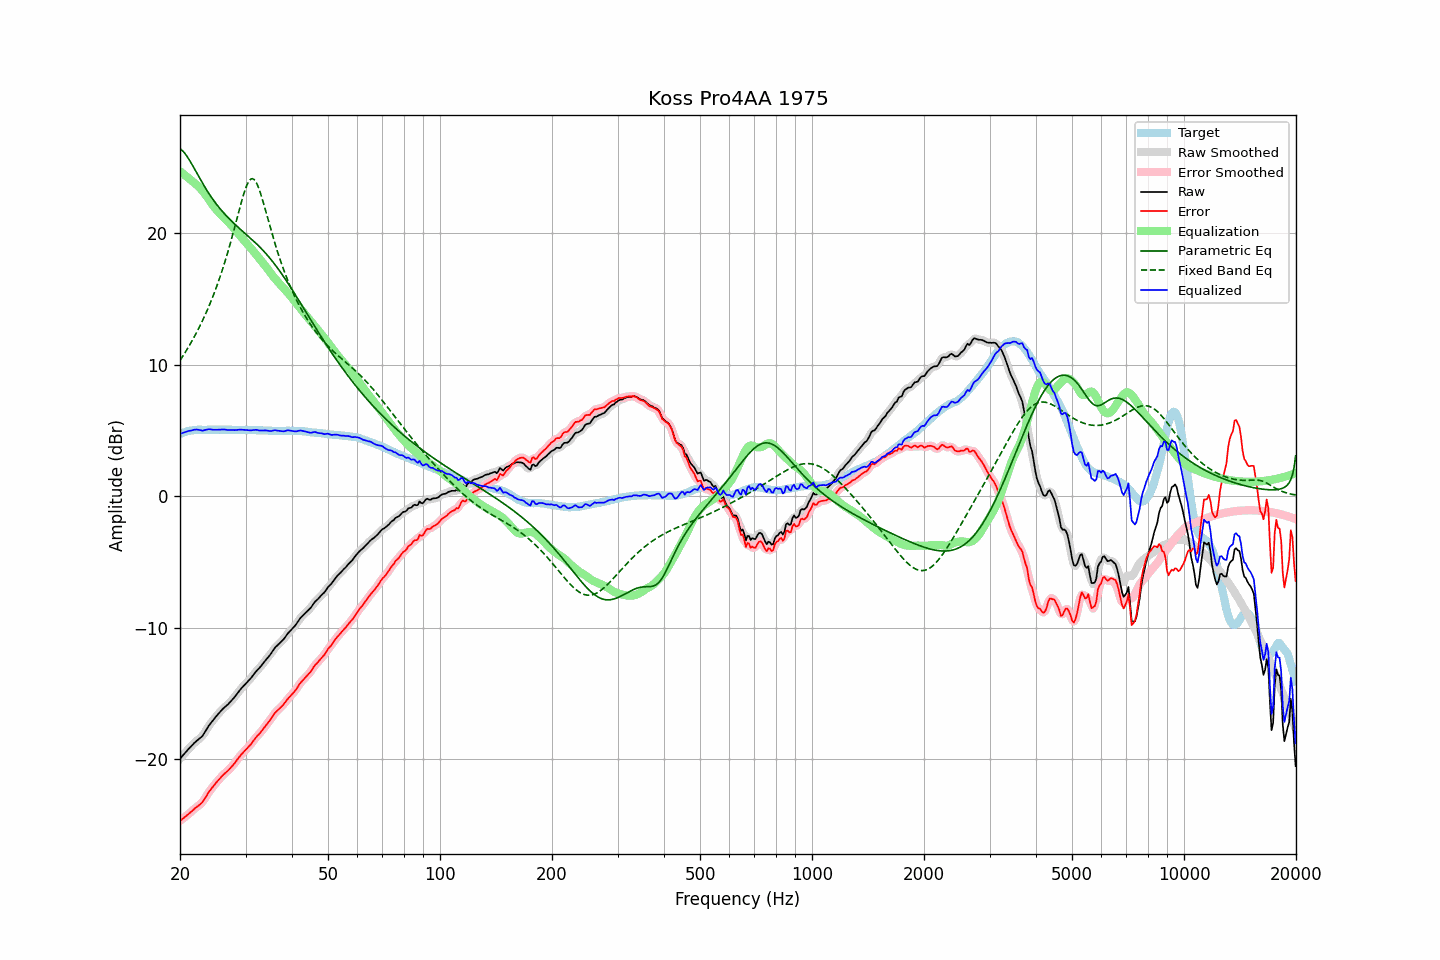 Koss Pro4AA 1975
Amplitude (dBr)
20
10
0
−10
−20
Target
Raw Smoothed
Error Smoothed
Raw
Error
Equalization
Parametric Eq
Fixed Band Eq
Equalized
20 50 100 200 500 1000 2000 5000 10000 20000
Frequency (Hz)